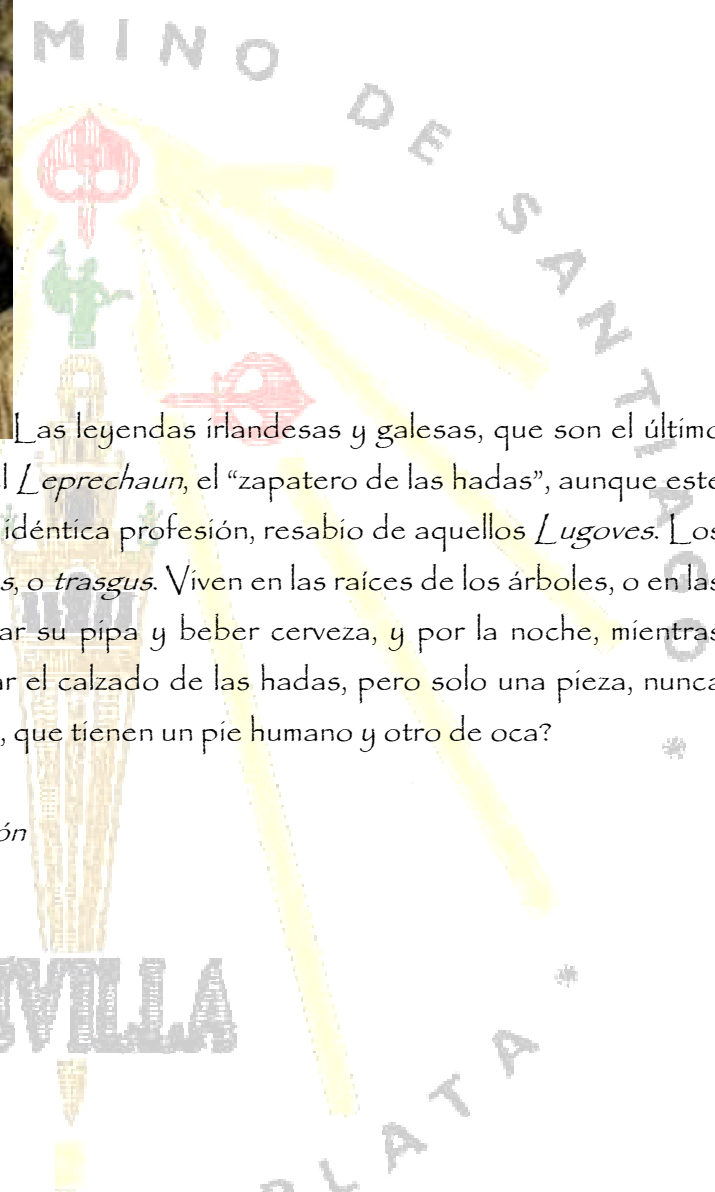 MINO DE SANTIAGO *
Las leyendas irlandesas y galesas, que son el último
l Leprechaun, el “zapatero de las hadas”, aunque este
idéntica profesión, resabio de aquellos Lugoves. Los
s, o trasgus. Viven en las raíces de los árboles, o en las
ar su pipa y beber cerveza, y por la noche, mientras
ar el calzado de las hadas, pero solo una pieza, nunca
, que tienen un pie humano y otro de oca?
ón
EVILLA
PLATA *